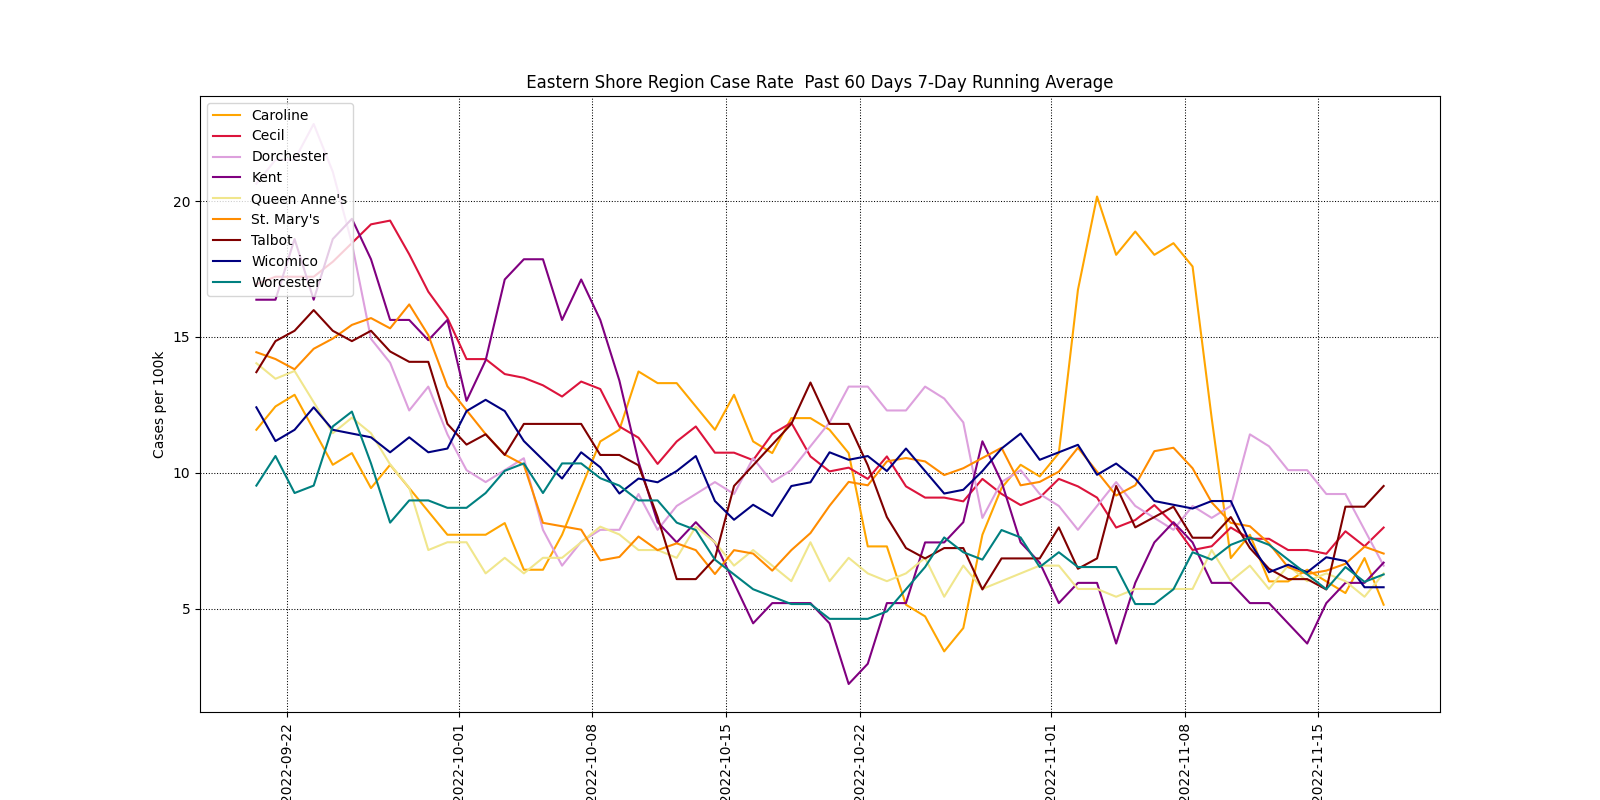 Eastern Shore Region Case Rate  Past 60 Days 7-Day Running Average
Caroline
Cecil
Dorchester
Kent
Queen Anne's
St. Mary's
Talbot
Wicomico
Worcester
Cases per 100k
20
15
10
5
2022-09-22
2022-10-01
2022-10-08
2022-10-15
2022-10-22
2022-11-01
2022-11-08
2022-11-15